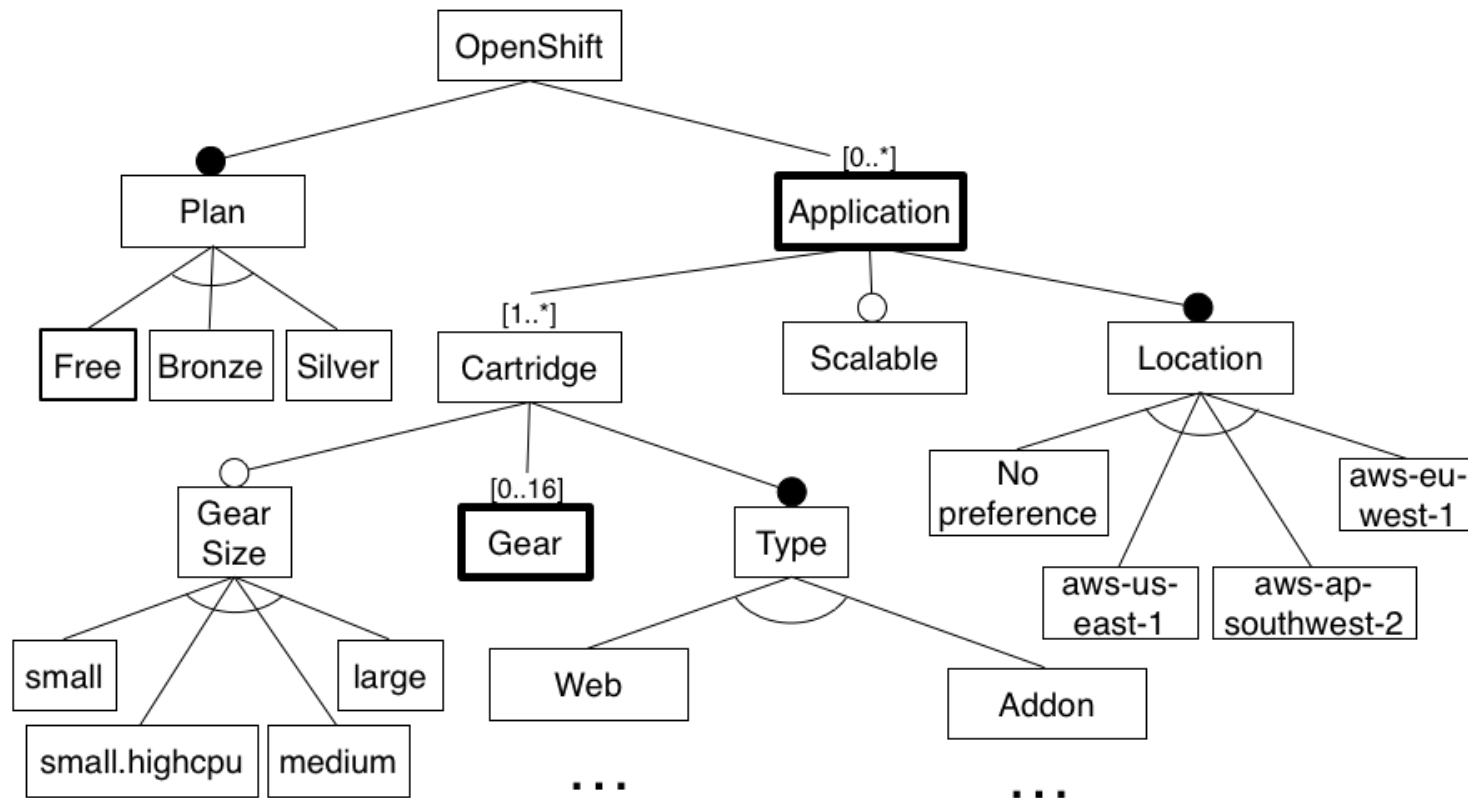 OpenShift
[0..*]
Plan
Application
[1..*]
Free
Bronze
Silver
Cartridge
Scalable
Location
No
preference
aws-eu-
west-1
[0..16]
Gear
Size
Gear
Type
aws-us-
east-1
aws-ap-
southwest-2
small
large
Web
Addon
small.highcpu
medium
...
...